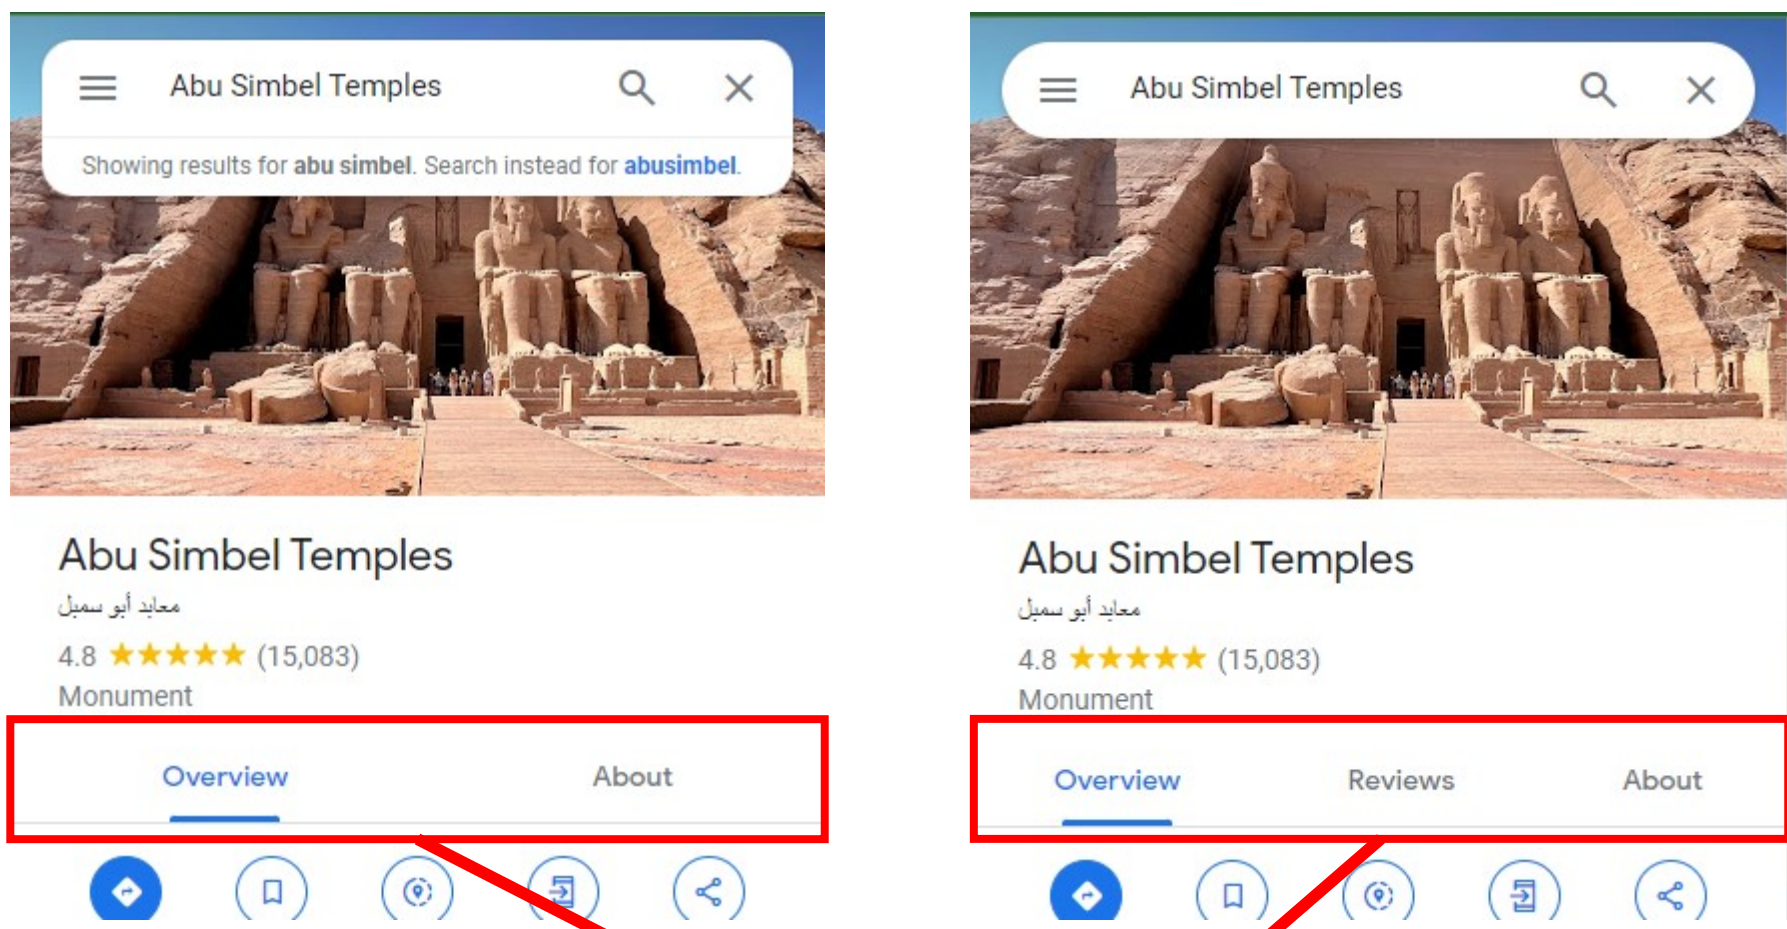 Abu Simbel Temples
Showing results for abu simbel. Search instead for abusimbel.
Abu Simbel Temples
معابد أبو سمبل
4.8 ★★★★★ (15,083)
Monument
Overview About
Abu Simbel Temples
Abu Simbel Temples
معابد أبو سمبل
4.8 ★★★★★ (15,083)
Monument
Overview Reviews About